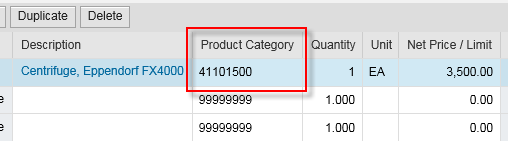 Duplicate Delete
Description Product Category Quantity Unit Net Price / Limit
Centrifuge, Eppendorf FX4000 41101500 1 EA 3,500.00
e 99999999 1.000 0.00
e 99999999 1.000 0.00